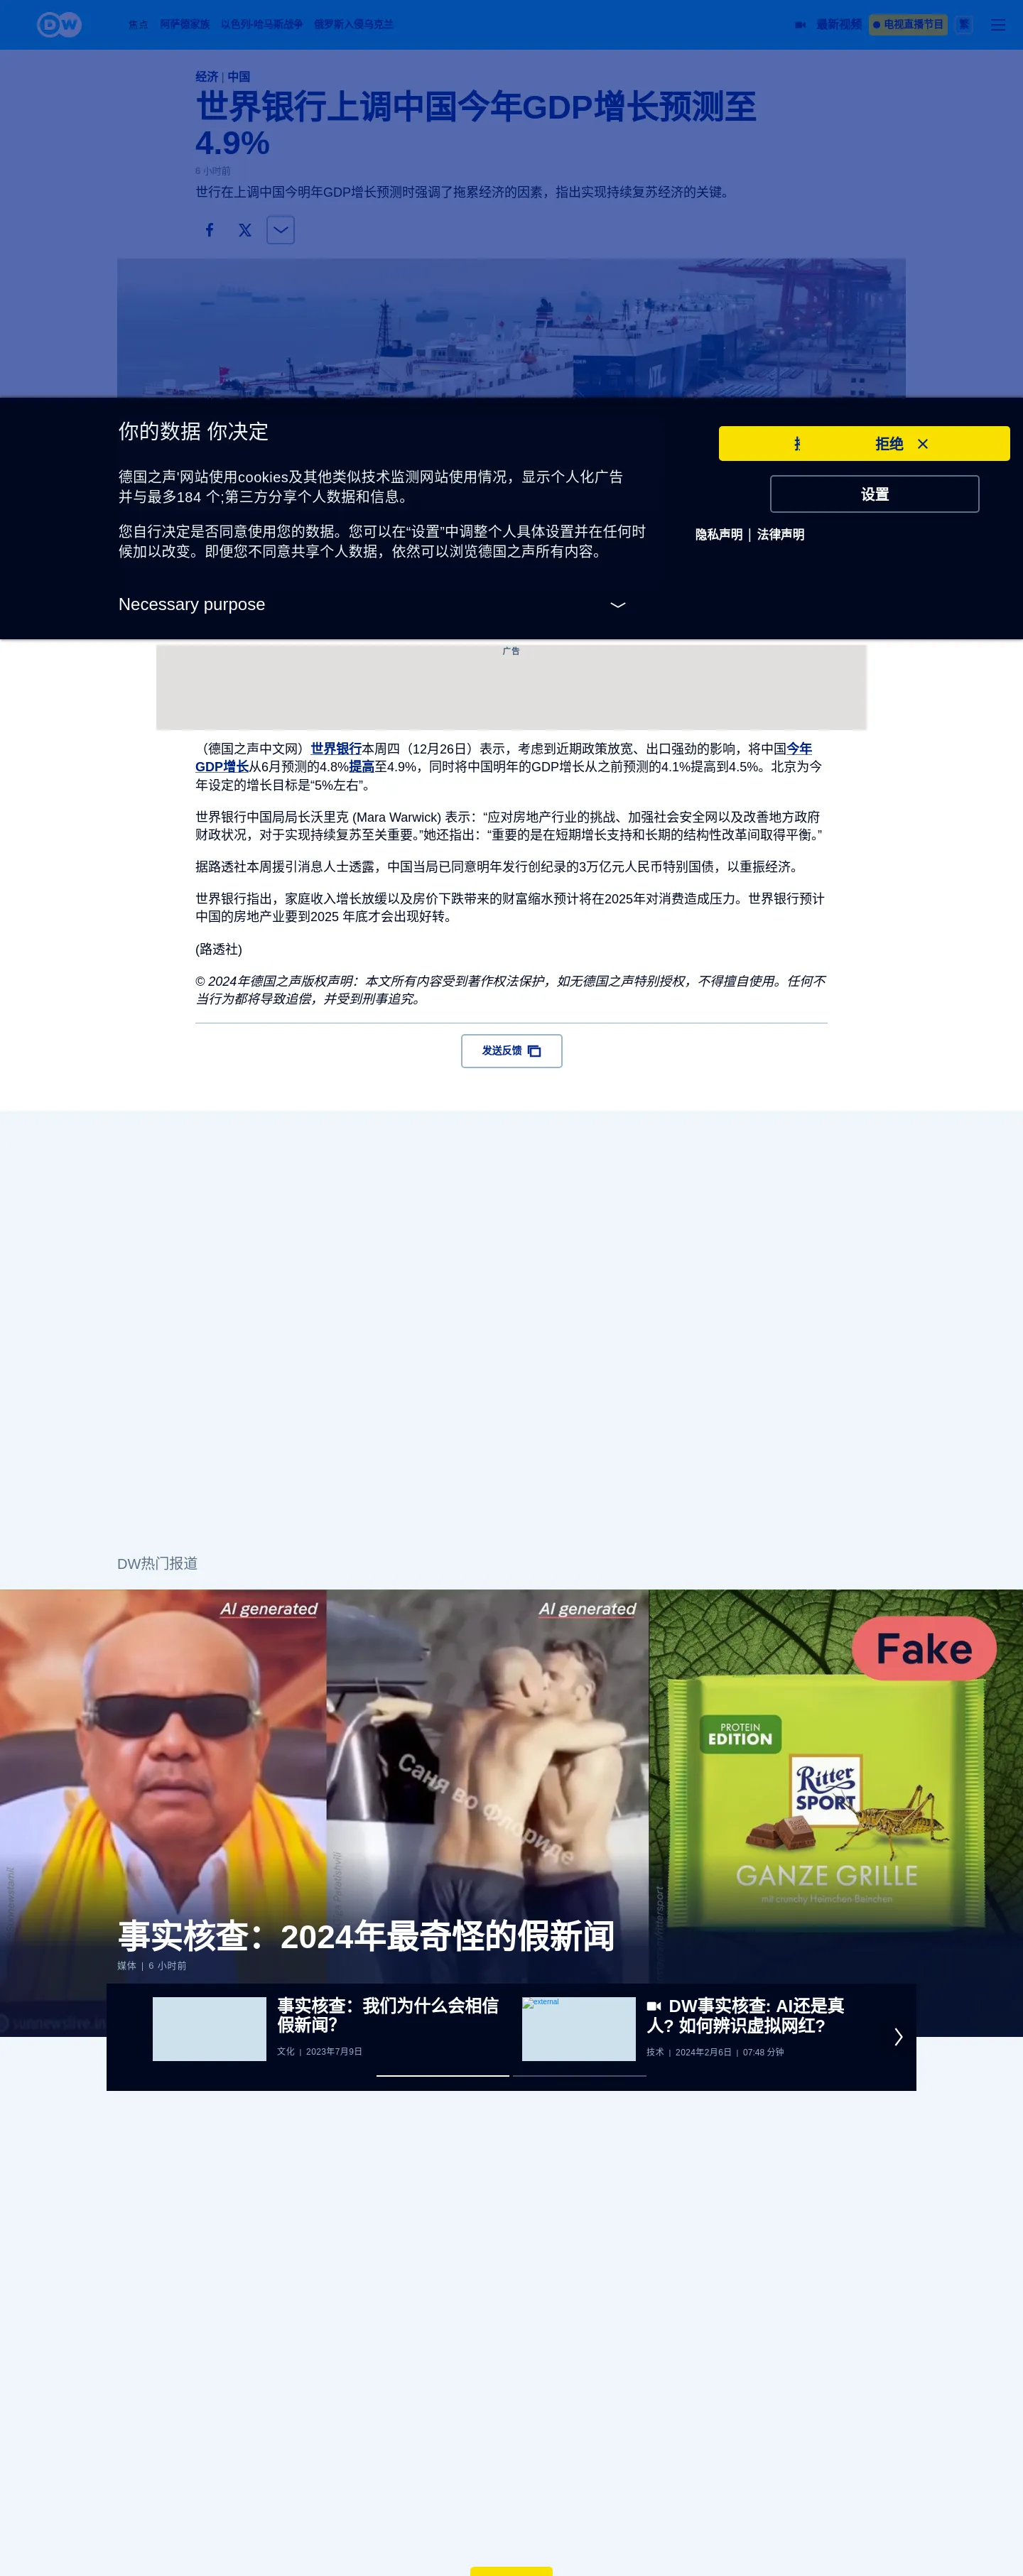 DW
焦点 阿萨德家族 以色列-哈马斯战争 俄罗斯入侵乌克兰
最新视频 电视直播节目 繁
经济 | 中国
世界银行上调中国今年GDP增长预测至
4.9%
6 小时前
世行在上调中国今明年GDP增长预测时强调了拖累经济的因素，指出实现持续复苏经济的关键。
你的数据 你决定
拒绝
德国之声'网站使用cookies及其他类似技术监测网站使用情况，显示个人化广告
并与最多184 个;第三方分享个人数据和信息。
设置
您自行决定是否同意使用您的数据。您可以在“设置”中调整个人具体设置并在任何时
候加以改变。即便您不同意共享个人数据，依然可以浏览德国之声所有内容。
隐私声明 | 法律声明
Necessary purpose
广告
（德国之声中文网）世界银行本周四（12月26日）表示，考虑到近期政策放宽、出口强劲的影响，将中国今年
GDP增长从6月预测的4.8%提高至4.9%，同时将中国明年的GDP增长从之前预测的4.1%提高到4.5%。北京为今
年设定的增长目标是“5%左右”。
世界银行中国局局长沃里克 (Mara Warwick) 表示：“应对房地产行业的挑战、加强社会安全网以及改善地方政府
财政状况，对于实现持续复苏至关重要。”她还指出：“重要的是在短期增长支持和长期的结构性改革间取得平衡。”
据路透社本周援引消息人士透露，中国当局已同意明年发行创纪录的3万亿元人民币特别国债，以重振经济。
世界银行指出，家庭收入增长放缓以及房价下跌带来的财富缩水预计将在2025年对消费造成压力。世界银行预计
中国的房地产业要到2025 年底才会出现好转。
(路透社)
© 2024年德国之声版权声明：本文所有内容受到著作权法保护，如无德国之声特别授权，不得擅自使用。任何不
当行为都将导致追偿，并受到刑事追究。
发送反馈
DW热门报道
AI generated
AI generated
Fake
PROTEIN
EDITION
Ritter
SPORT
Саня во Флориде
GANZE GRILLE
mit crunchy Heimchen Beinchen
事实核查：2024年最奇怪的假新闻
媒体 | 6 小时前
sunnewslive.in
事实核查：我们为什么会相信
假新闻？
文化 | 2023年7月9日
external
DW事实核查: AI还是真
人? 如何辨识虚拟网红?
技术 | 2024年2月6日 | 07:48 分钟